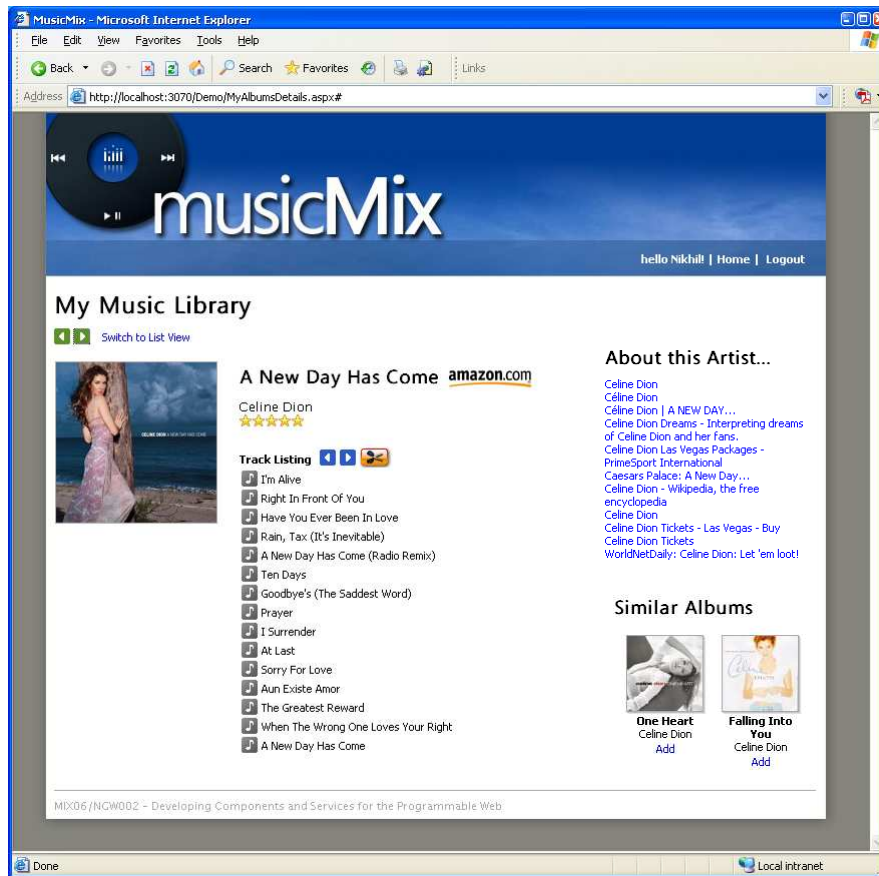 MusicMix - Microsoft Internet Explorer
File Edit View Favorites Tools Help
Back Search Favorites Links
Address http://localhost:3070/Demo/MyAlbumsDetails.aspx#
musicMix
hello Nikhil! | Home | Logout
My Music Library
Switch to List View
A New Day Has Come amazon.com
Celine Dion
Track Listing
I'm Alive
Right In Front Of You
Have You Ever Been In Love
Rain, Tax (It's Inevitable)
A New Day Has Come (Radio Remix)
Ten Days
Goodbye's (The Saddest Word)
Prayer
I Surrender
At Last
Sorry For Love
Aun Existe Amor
The Greatest Reward
When The Wrong One Loves Your Right
A New Day Has Come
About this Artist...
Celine Dion
Céline Dion
Céline Dion | A NEW DAY...
Celine Dion Dreams - Interpreting dreams
of Celine Dion and her fans.
Celine Dion Las Vegas Packages -
PrimeSport International
Caesars Palace: A New Day...
Celine Dion - Wikipedia, the free
encyclopedia
Celine Dion
Celine Dion Tickets - Las Vegas - Buy
Celine Dion Tickets
WorldNetDaily: Celine Dion: Let 'em loot!
Similar Albums
One Heart
Celine Dion
Add
Falling Into
You
Celine Dion
Add
MIX06/NGW002 - Developing Components and Services for the Programmable Web
Done
Local intranet